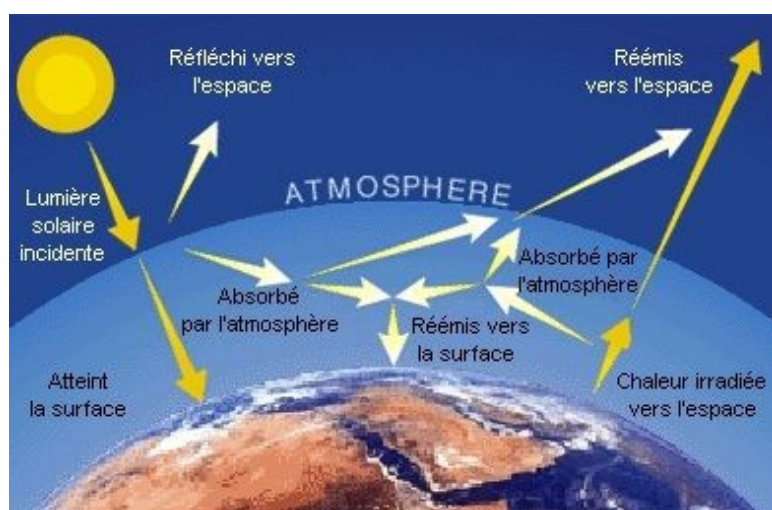 Réfléchi vers
l'espace
Réémis
vers l'espace
ATMOSPHERE
Lumière
solaire
incidente
Absorbé par
l'atmosphère
Absorbé
par l'atmosphère
Réémis vers
la surface
Atteint
la surface
Chaleur irradiée
vers l'espace